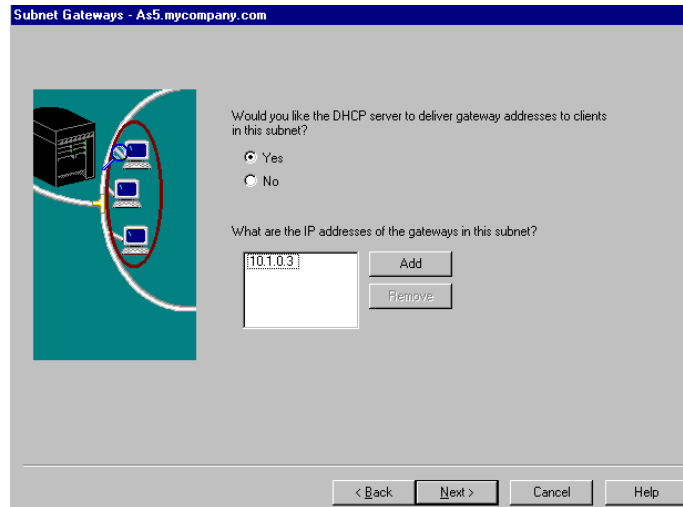 Subnet Gateways - As5.mycompany.com
Would you like the DHCP server to deliver gateway addresses to clients
in this subnet?
Yes
No
What are the IP addresses of the gateways in this subnet?
10.1.0.3
Add
Remove
< Back
Next >
Cancel
Help